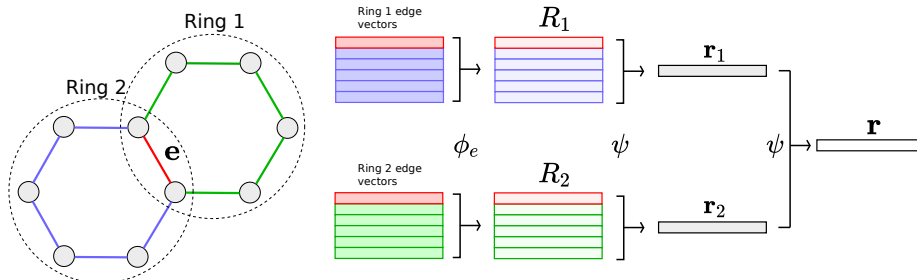 Ring 1
Ring 2
e
Ring 1 edge
vectors
R₁
r₁
ϕₑ
ψ
ψ
r
Ring 2 edge
vectors
R₂
r₂